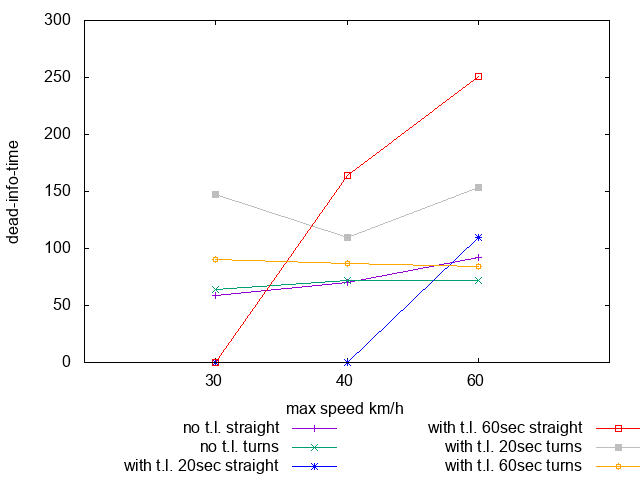 300
250
200
150
100
50
0
dead-info-time
30 40 60
max speed km/h
no t.l. straight
no t.l. turns
with t.l. 20sec straight
with t.l. 60sec straight
with t.l. 20sec turns
with t.l. 60sec turns